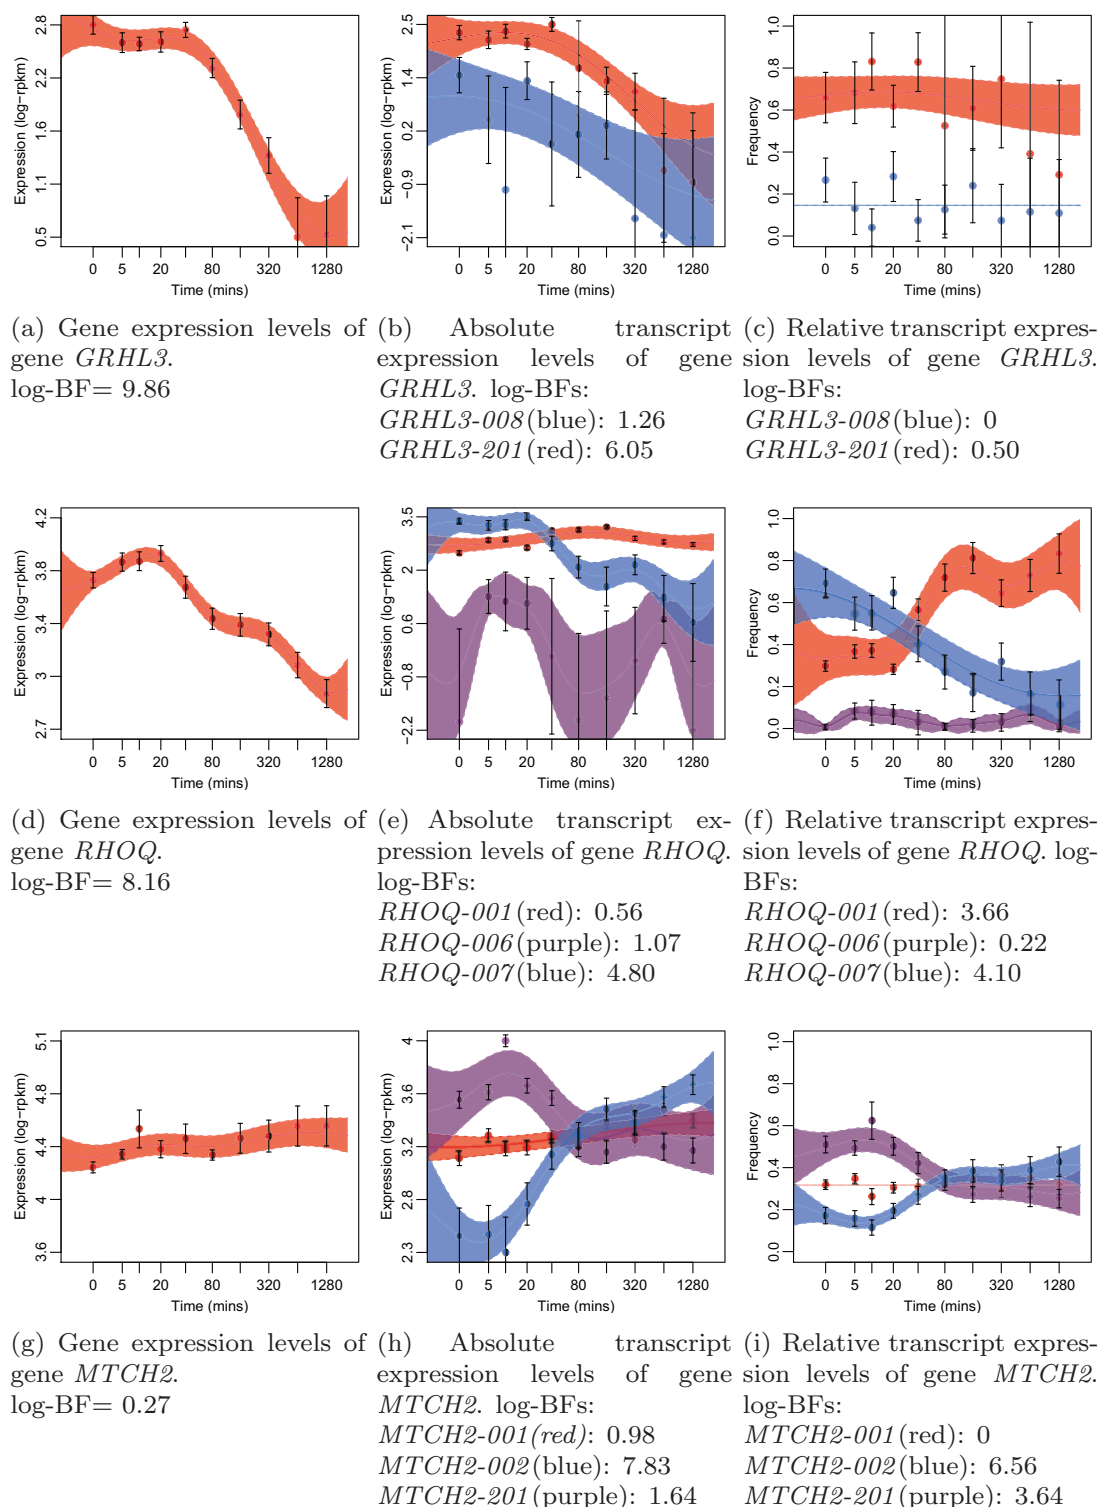 2.8
2.2
1.6
1.1
0.5
Expression (log−rpkm)
0 5 20 80 320 1280
Time (mins)
2.5
1.4
0.2
−0.9
−2.1
Expression (log−rpkm)
0 5 20 80 320 1280
Time (mins)
1.0
0.8
0.6
0.4
0.2
0.0
Frequency
0 5 20 80 320 1280
Time (mins)
(a) Gene expression levels of
gene GRHL3.
log-BF= 9.86
(b) Absolute transcript
expression levels of gene
GRHL3. log-BFs:
GRHL3-008(blue): 1.26
GRHL3-201(red): 6.05
(c) Relative transcript expres-
sion levels of gene GRHL3.
log-BFs:
GRHL3-008(blue): 0
GRHL3-201(red): 0.50
4.2
3.8
3.4
3
2.7
Expression (log−rpkm)
0 5 20 80 320 1280
Time (mins)
3.5
2
0.6
−0.8
−2.2
Expression (log−rpkm)
0 5 20 80 320 1280
Time (mins)
1.0
0.8
0.6
0.4
0.2
0.0
Frequency
0 5 20 80 320 1280
Time (mins)
(d) Gene expression levels of
gene RHOQ.
log-BF= 8.16
(e) Absolute transcript ex-
pression levels of gene RHOQ.
log-BFs:
RHOQ-001(red): 0.56
RHOQ-006(purple): 1.07
RHOQ-007(blue): 4.80
(f) Relative transcript expres-
sion levels of gene RHOQ. log-
BFs:
RHOQ-001(red): 3.66
RHOQ-006(purple): 0.22
RHOQ-007(blue): 4.10
5.1
4.8
4.4
4
3.6
Expression (log−rpkm)
0 5 20 80 320 1280
Time (mins)
4
3.6
3.2
2.8
2.3
Expression (log−rpkm)
0 5 20 80 320 1280
Time (mins)
1.0
0.8
0.6
0.4
0.2
0.0
Frequency
0 5 20 80 320 1280
Time (mins)
(g) Gene expression levels of
gene MTCH2.
log-BF= 0.27
(h) Absolute transcript
expression levels of gene
MTCH2. log-BFs:
MTCH2-001(red): 0.98
MTCH2-002(blue): 7.83
MTCH2-201(purple): 1.64
(i) Relative transcript expres-
sion levels of gene MTCH2.
log-BFs:
MTCH2-001(red): 0
MTCH2-002(blue): 6.56
MTCH2-201(purple): 3.64